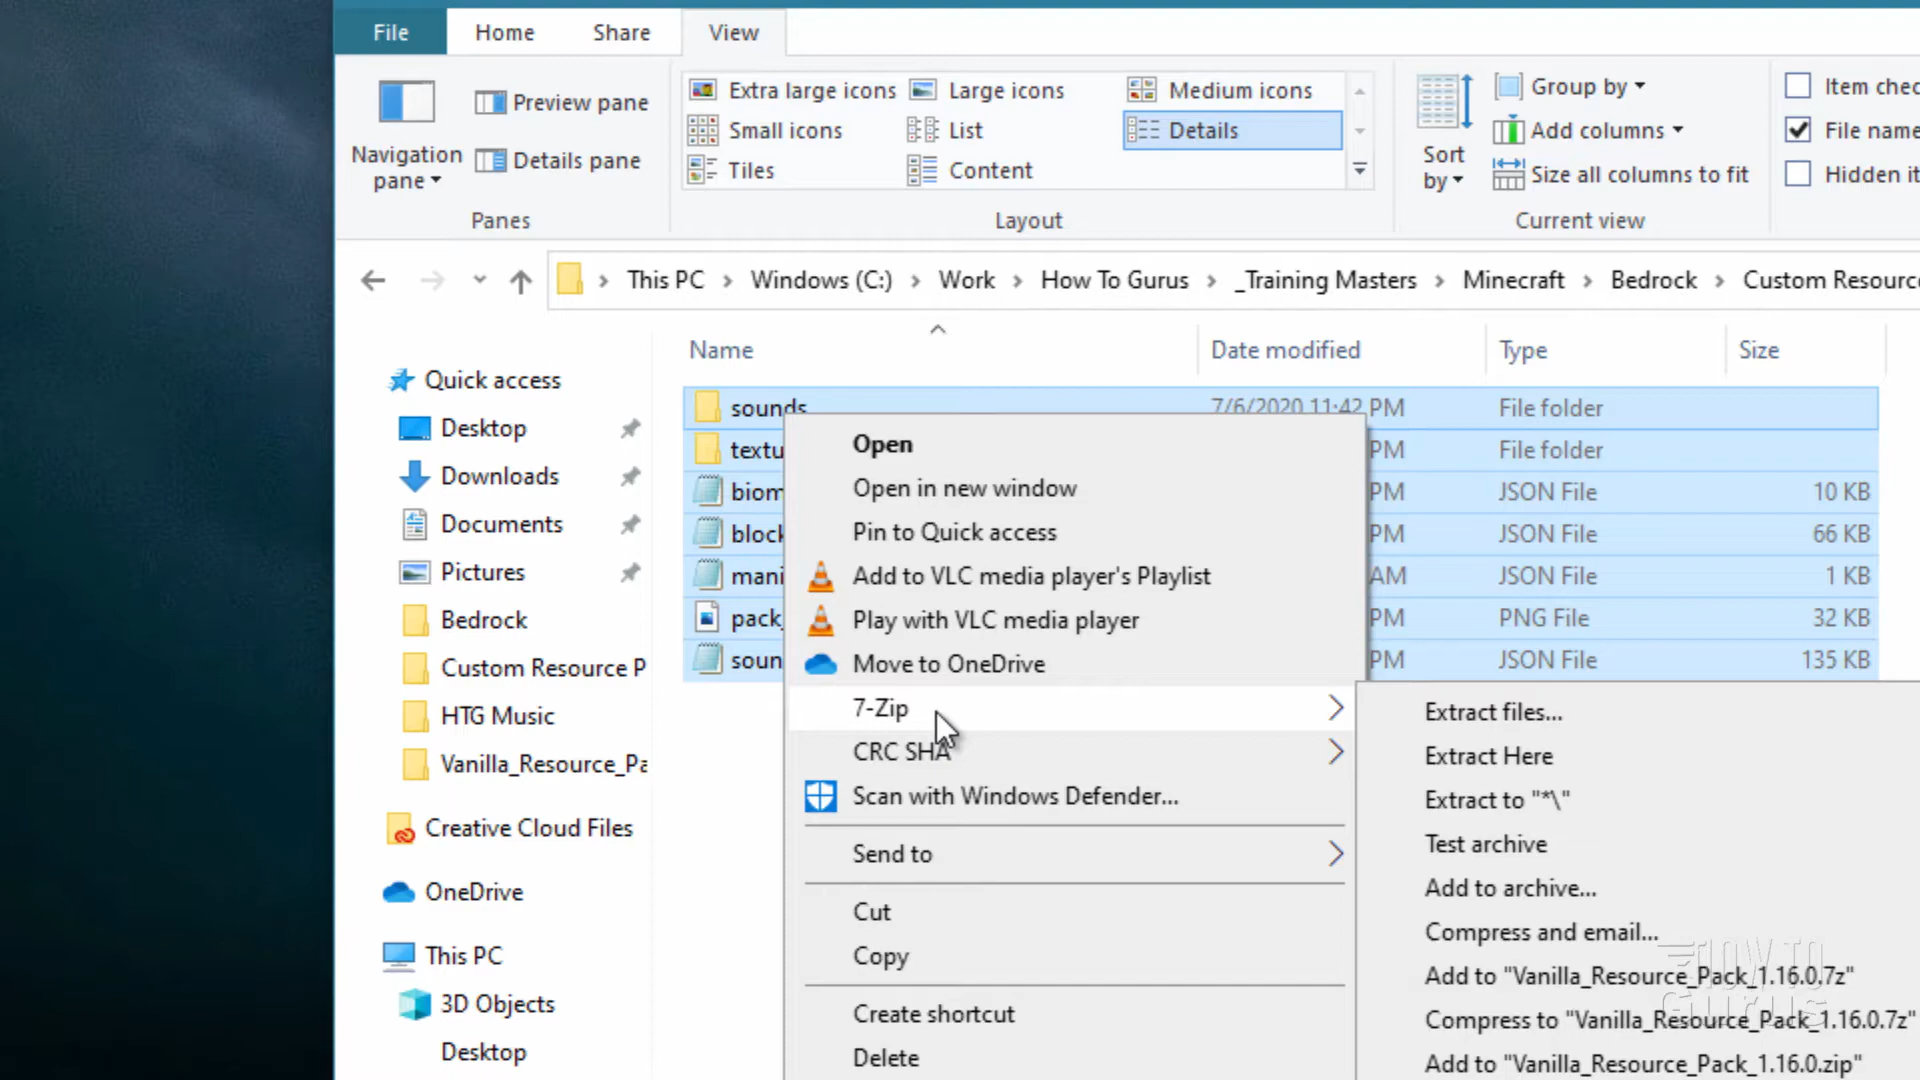 File
Home
Share
View
Navigation
pane
Preview pane
Details pane
Panes
Extra large icons
Large icons
Medium icons
Small icons
List
Details
Tiles
Content
Layout
Sort
by
Group by
Add columns
Size all columns to fit
Current view
Item chec
File name
Hidden it
This PC
Windows (C:)
Work
How To Gurus
_Training Masters
Minecraft
Bedrock
Custom Resourc
Name
Date modified
Type
Size
Quick access
Desktop
Downloads
Documents
Pictures
Bedrock
Custom Resource P
HTG Music
Vanilla_Resource_Pa
Creative Cloud Files
OneDrive
This PC
3D Objects
Desktop
sounds 7/6/2020 11:42 PM File folder
textu PM File folder
biom PM JSON File 10 KB
block PM JSON File 66 KB
mani AM JSON File 1 KB
pack_ PM PNG File 32 KB
soun PM JSON File 135 KB
Open
Open in new window
Pin to Quick access
Add to VLC media player's Playlist
Play with VLC media player
Move to OneDrive
7-Zip
CRC SHA
Scan with Windows Defender...
Send to
Cut
Copy
Create shortcut
Delete
Extract files...
Extract Here
Extract to "*\"
Test archive
Add to archive...
Compress and email...
Add to "Vanilla_Resource_Pack_1.16.0.7z"
Compress to "Vanilla_Resource_Pack_1.16.0.7z"
Add to "Vanilla_Resource_Pack_1.16.0.zip"
HOW TO
GURUS